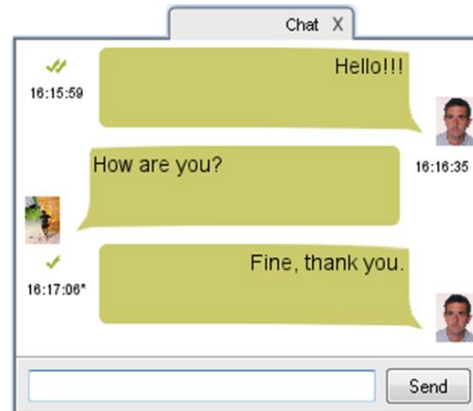 Chat X
Hello!!!
16:15:59
How are you?
16:16:35
Fine, thank you.
16:17:06*
Send